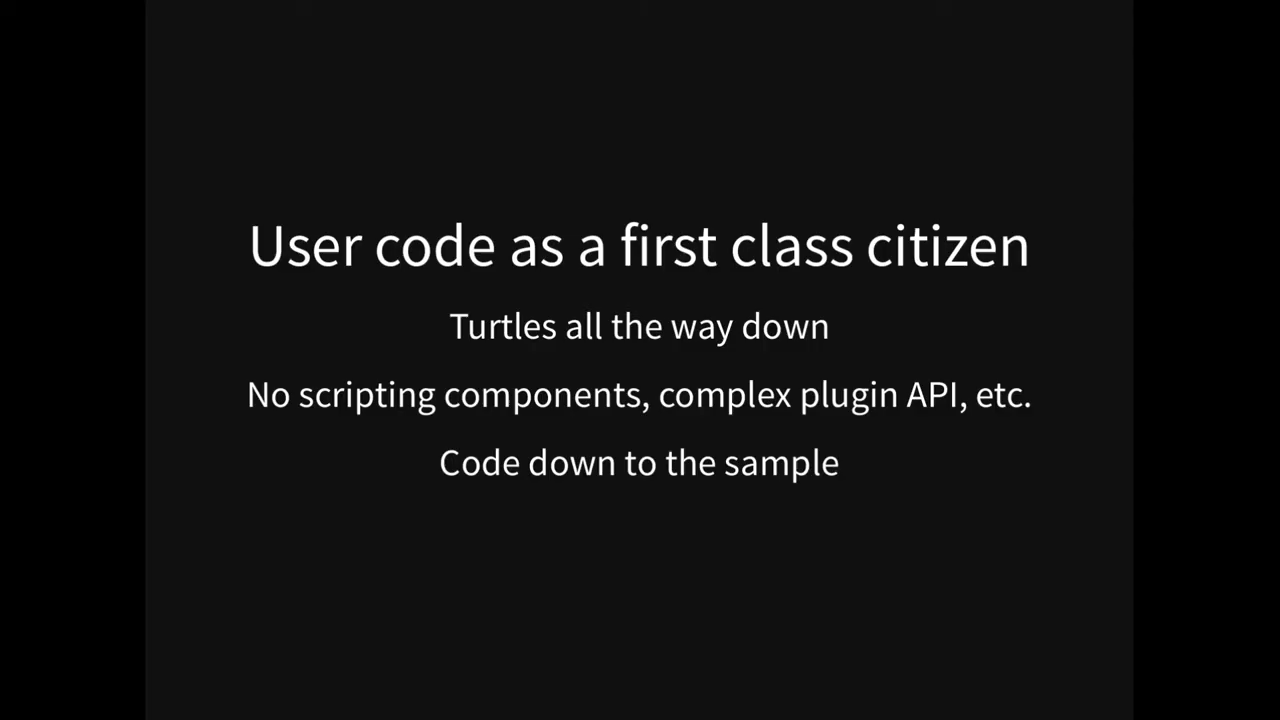 User code as a first class citizen
Turtles all the way down
No scripting components, complex plugin API, etc.
Code down to the sample